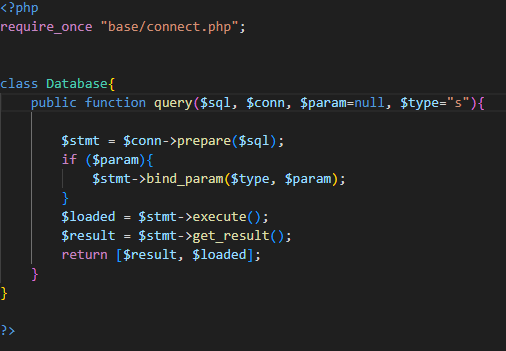 <?php
require_once "base/connect.php";
class Database{
public function query($sql, $conn, $param=null, $type="s"){
$stmt = $conn->prepare($sql);
if ($param){
$stmt->bind_param($type, $param);
}
$loaded = $stmt->execute();
$result = $stmt->get_result();
return [$result, $loaded];
}
}
?>